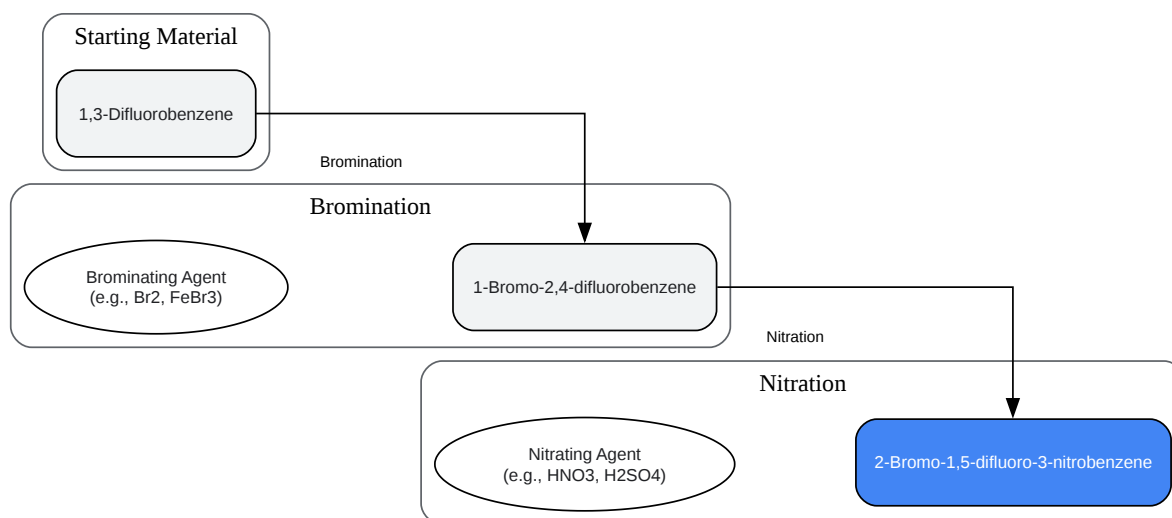 Starting Material
1,3-Difluorobenzene
Bromination
Bromination
Brominating Agent
(e.g., Br2, FeBr3)
1-Bromo-2,4-difluorobenzene
Nitration
Nitration
Nitrating Agent
(e.g., HNO3, H2SO4)
2-Bromo-1,5-difluoro-3-nitrobenzene